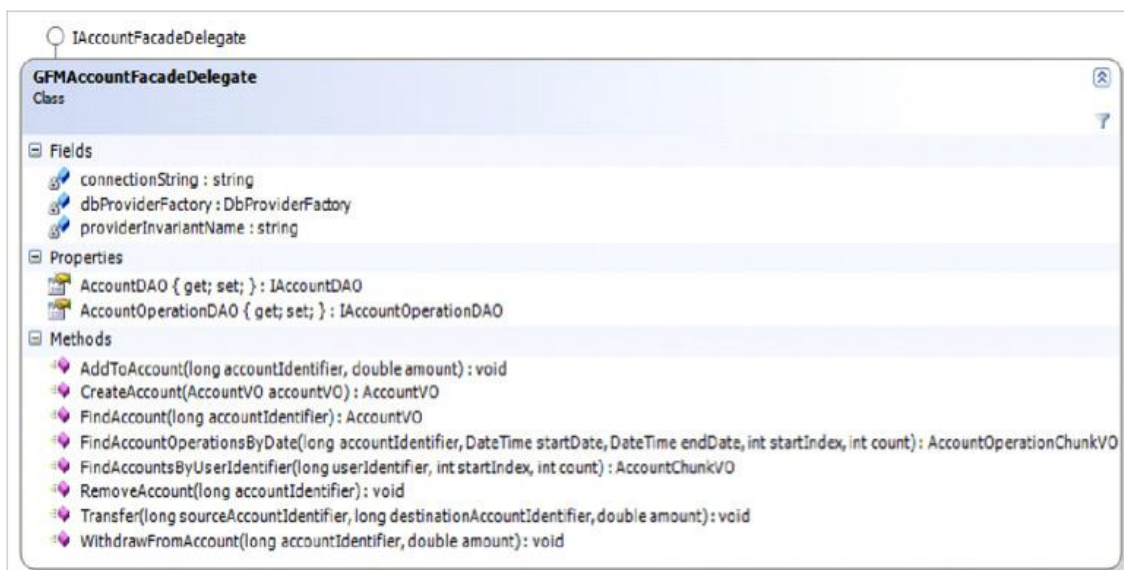 IAccountFacadeDelegate
GFMAccountFacadeDelegate
Class
Fields
connectionString : string
dbProviderFactory : DbProviderFactory
providerInvariantName : string
Properties
AccountDAO { get; set; } : IAccountDAO
AccountOperationDAO { get; set; } : IAccountOperationDAO
Methods
AddToAccount(long accountIdentifier, double amount) : void
CreateAccount(AccountVO accountVO) : AccountVO
FindAccount(long accountIdentifier) : AccountVO
FindAccountOperationsByDate(long accountIdentifier, DateTime startDate, DateTime endDate, int startIndex, int count) : AccountOperationChunkVO
FindAccountsByUserIdentifier(long userIdentifier, int startIndex, int count) : AccountChunkVO
RemoveAccount(long accountIdentifier) : void
Transfer(long sourceAccountIdentifier, long destinationAccountIdentifier, double amount) : void
WithdrawFromAccount(long accountIdentifier, double amount) : void